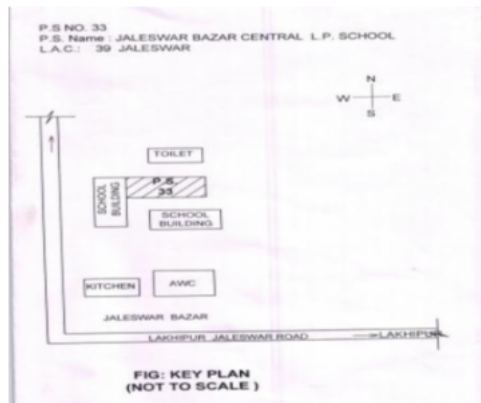 P.S NO. 33
P.S. Name : JALESWAR BAZAR CENTRAL L.P. SCHOOL
L.A.C.: 39 JALESWAR
N
W E
S
TOILET
P.S.
33
SCHOOL
BUILDING
SCHOOL
BUILDING
KITCHEN
AWC
JALESWAR BAZAR
LAKHIPUR JALESWAR ROAD
LAKHIPUR
FIG: KEY PLAN
(NOT TO SCALE )